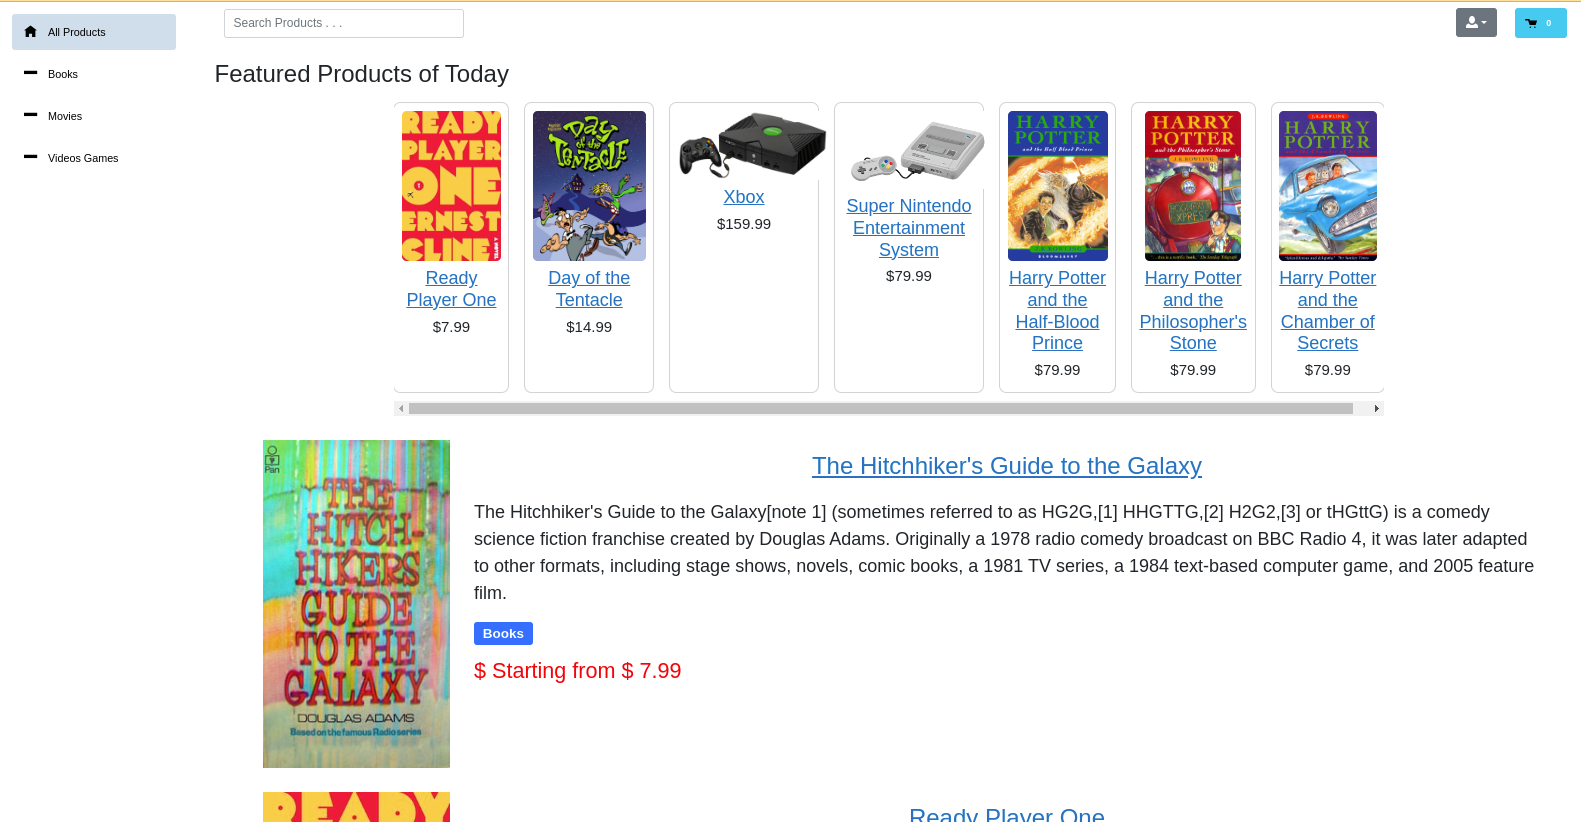 All Products
Search Products . . .
0
Books
Movies
Videos Games
Featured Products of Today
READY
PLAYER
ONE
ERNEST
CLINE
Day
of the
TENTACLE
HARRY
POTTER
and the Half-Blood Prince
J.K.ROWLING
BLOOMSBURY
HARRY
POTTER
and the Philosopher's Stone
J.K.ROWLING
HOGWARTS
EXPRESS
J.K.ROWLING
HARRY
POTTER
Ready
Player One
$7.99
Day of the
Tentacle
$14.99
Xbox
$159.99
Super Nintendo
Entertainment
System
$79.99
Harry Potter
and the
Half-Blood
Prince
$79.99
Harry Potter
and the
Philosopher's
Stone
$79.99
Harry Potter
and the
Chamber of
Secrets
$79.99
Pan
THE
HITCH
HIKERS
GUIDE
TO THE
GALAXY
DOUGLAS ADAMS
Based on the famous Radio series
The Hitchhiker's Guide to the Galaxy
The Hitchhiker's Guide to the Galaxy[note 1] (sometimes referred to as HG2G,[1] HHGTTG,[2] H2G2,[3] or tHGttG) is a comedy
science fiction franchise created by Douglas Adams. Originally a 1978 radio comedy broadcast on BBC Radio 4, it was later adapted
to other formats, including stage shows, novels, comic books, a 1981 TV series, a 1984 text-based computer game, and 2005 feature
film.
Books
$ Starting from $ 7.99
READY
Ready Player One